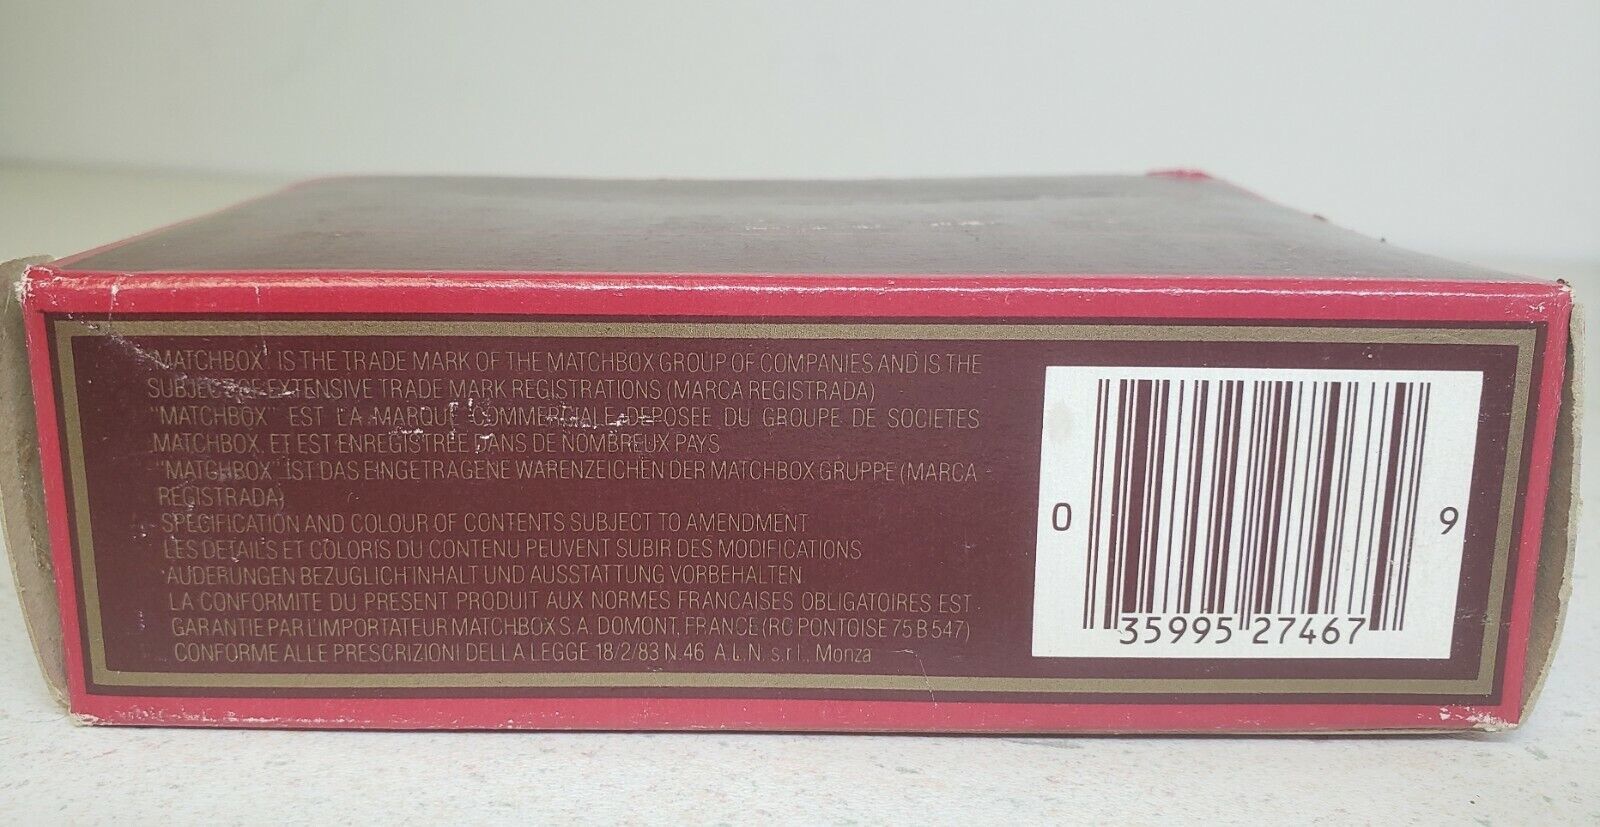 "MATCHBOX" IS THE TRADE MARK OF THE MATCHBOX GROUP OF COMPANIES AND IS THE
SUBJECT OF EXTENSIVE TRADE MARK REGISTRATIONS (MARCA REGISTRADA)
"MATCHBOX" EST LA MARQUE COMMERCIALE DEPOSEE DU GROUPE DE SOCIETES
MATCHBOX, ET EST ENREGISTRÉE DANS DE NOMBREUX PAYS
"MATCHBOX" IST DAS EINGETRAGENE WARENZEICHEN DER MATCHBOX GRUPPE (MARCA
REGISTRADA)
SPECIFICATION AND COLOUR OF CONTENTS SUBJECT TO AMENDMENT
LES DETAILS ET COLORIS DU CONTENU PEUVENT SUBIR DES MODIFICATIONS
AUDERUNGEN BEZUGLICH INHALT UND AUSSTATTUNG VORBEHALTEN
LA CONFORMITE DU PRESENT PRODUIT AUX NORMES FRANCAISES OBLIGATOIRES EST
GARANTIE PAR L'IMPORTATEUR MATCHBOX S.A. DOMONT, FRANCE (RC PONTOISE 75 B 547)
CONFORME ALLE PRESCRIZIONI DELLA LEGGE 18/2/83 N.46 A.L.N. s.r.l., Monza
0 35995 27467 9